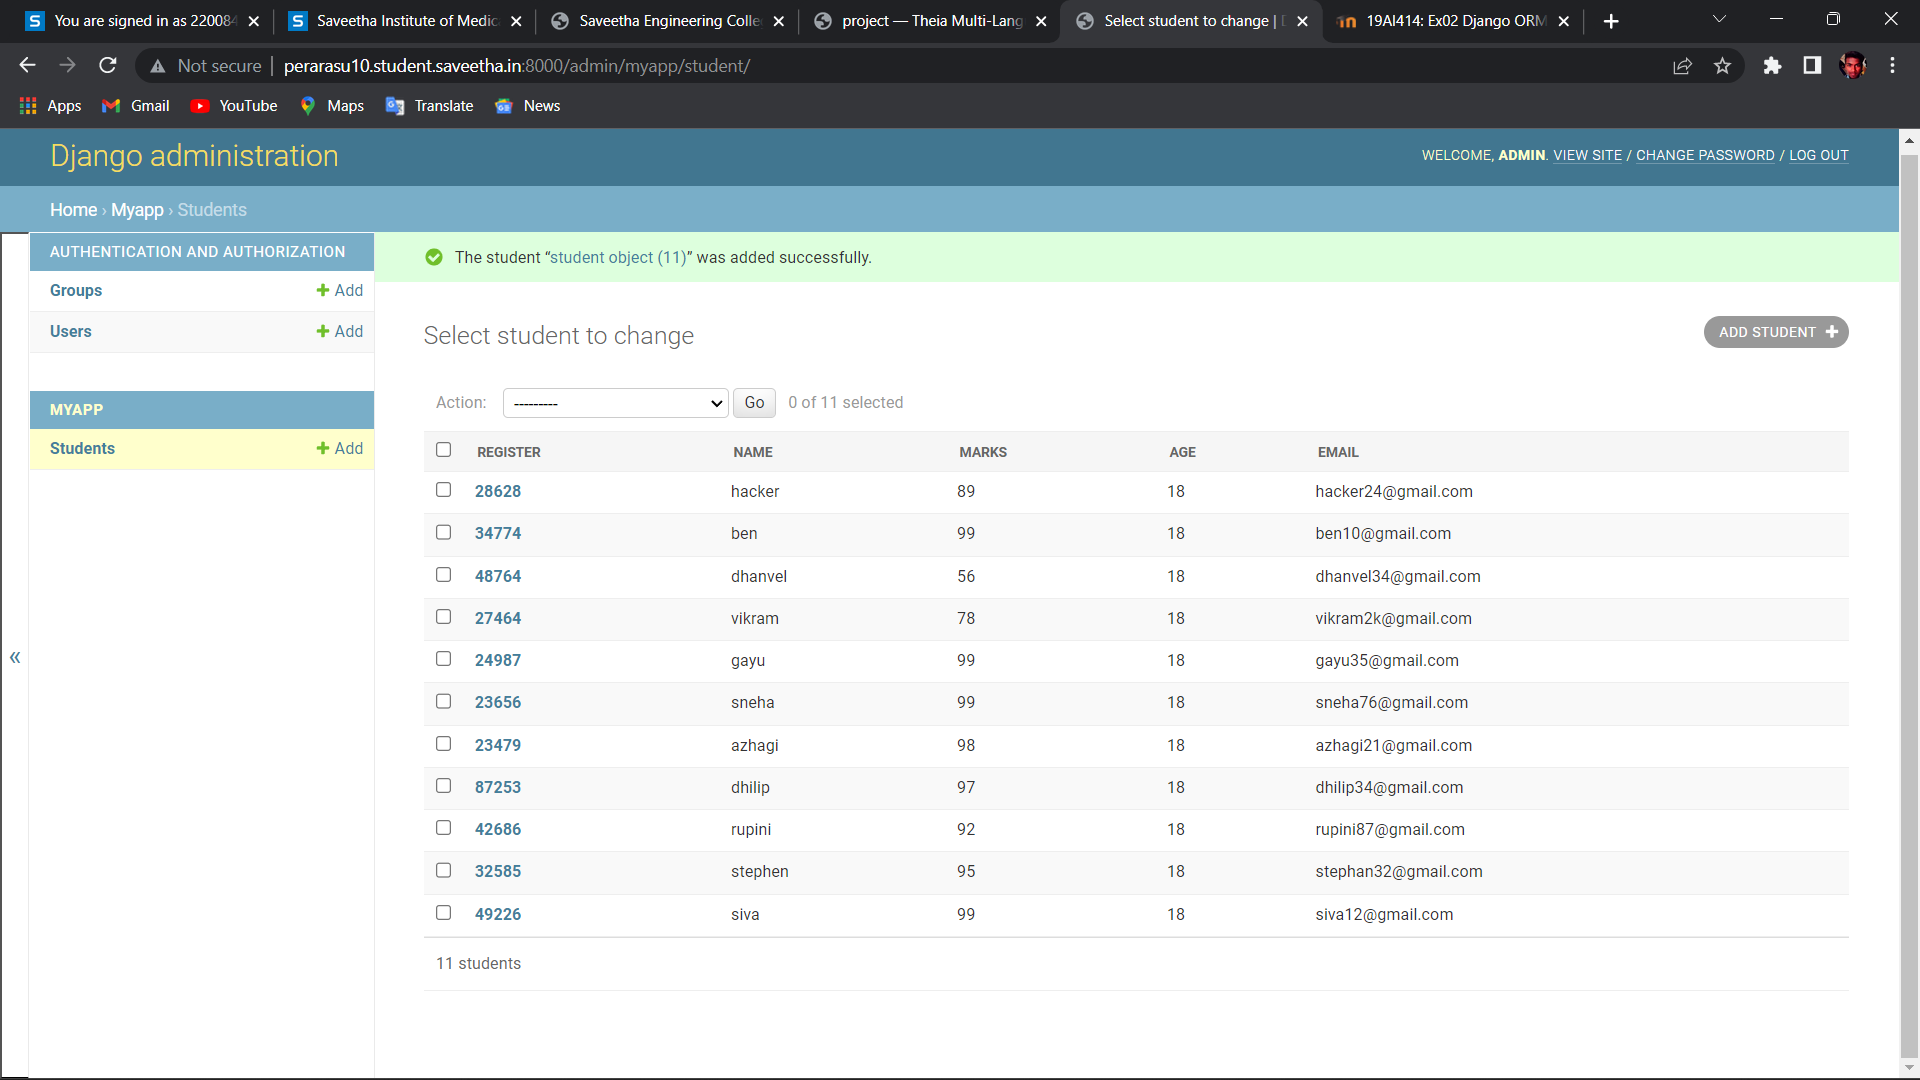 You are signed in as 22008
Saveetha Institute of Medic
Saveetha Engineering Colle
project — Theia Multi-Lang
Select student to change |
19AI414: Ex02 Django ORM
Not secure
perarasu10.student.saveetha.in:8000/admin/myapp/student/
Apps
Gmail
YouTube
Maps
Translate
News
Django administration
WELCOME, ADMIN. VIEW SITE / CHANGE PASSWORD / LOG OUT
Home › Myapp › Students
AUTHENTICATION AND AUTHORIZATION
Groups
+ Add
Users
+ Add
MYAPP
Students
+ Add
«
The student “student object (11)” was added successfully.
Select student to change
ADD STUDENT +
Action:
---------
Go
0 of 11 selected
REGISTER NAME MARKS AGE EMAIL
28628 hacker 89 18 hacker24@gmail.com
34774 ben 99 18 ben10@gmail.com
48764 dhanvel 56 18 dhanvel34@gmail.com
27464 vikram 78 18 vikram2k@gmail.com
24987 gayu 99 18 gayu35@gmail.com
23656 sneha 99 18 sneha76@gmail.com
23479 azhagi 98 18 azhagi21@gmail.com
87253 dhilip 97 18 dhilip34@gmail.com
42686 rupini 92 18 rupini87@gmail.com
32585 stephen 95 18 stephan32@gmail.com
49226 siva 99 18 siva12@gmail.com
11 students